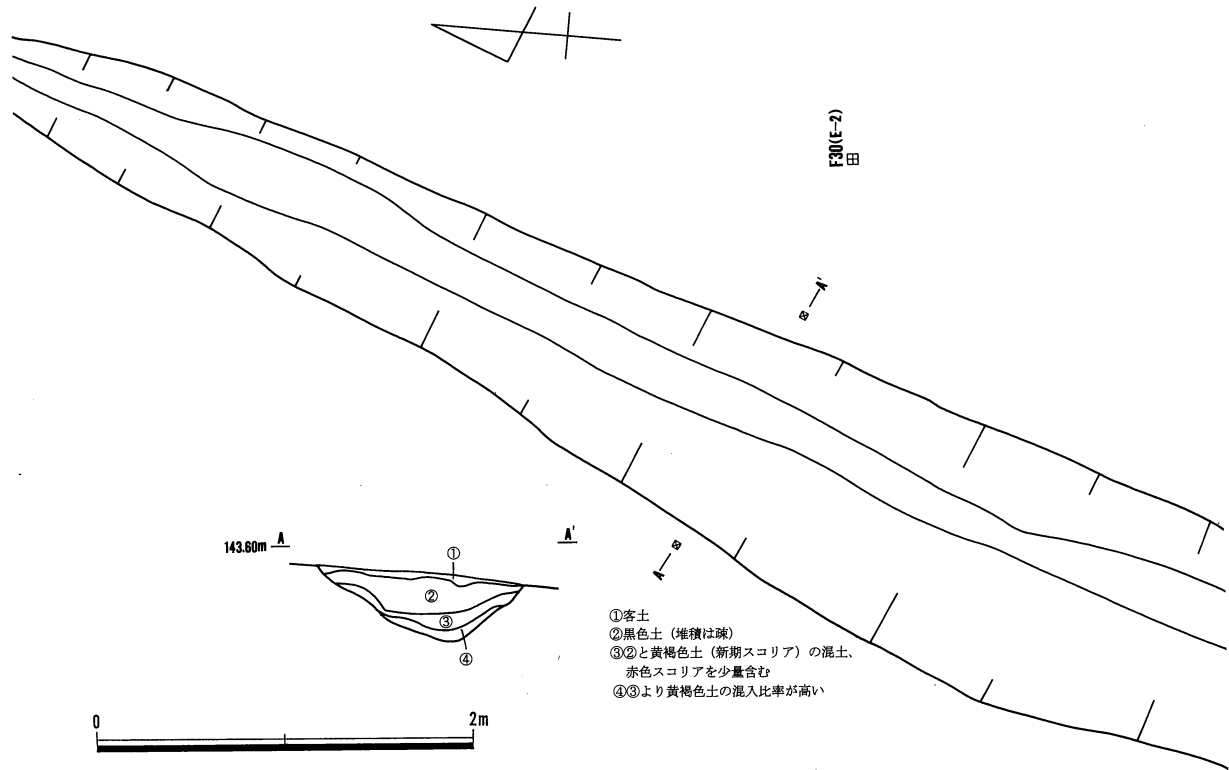 F30(E-2)
A'
A
143.60m A
A'
①
②
③
④
①客土
②黒色土（堆積は疎）
③②と黄褐色土（新期スコリア）の混土、
赤色スコリアを少量含む
④③より黄褐色土の混入比率が高い
0
2m